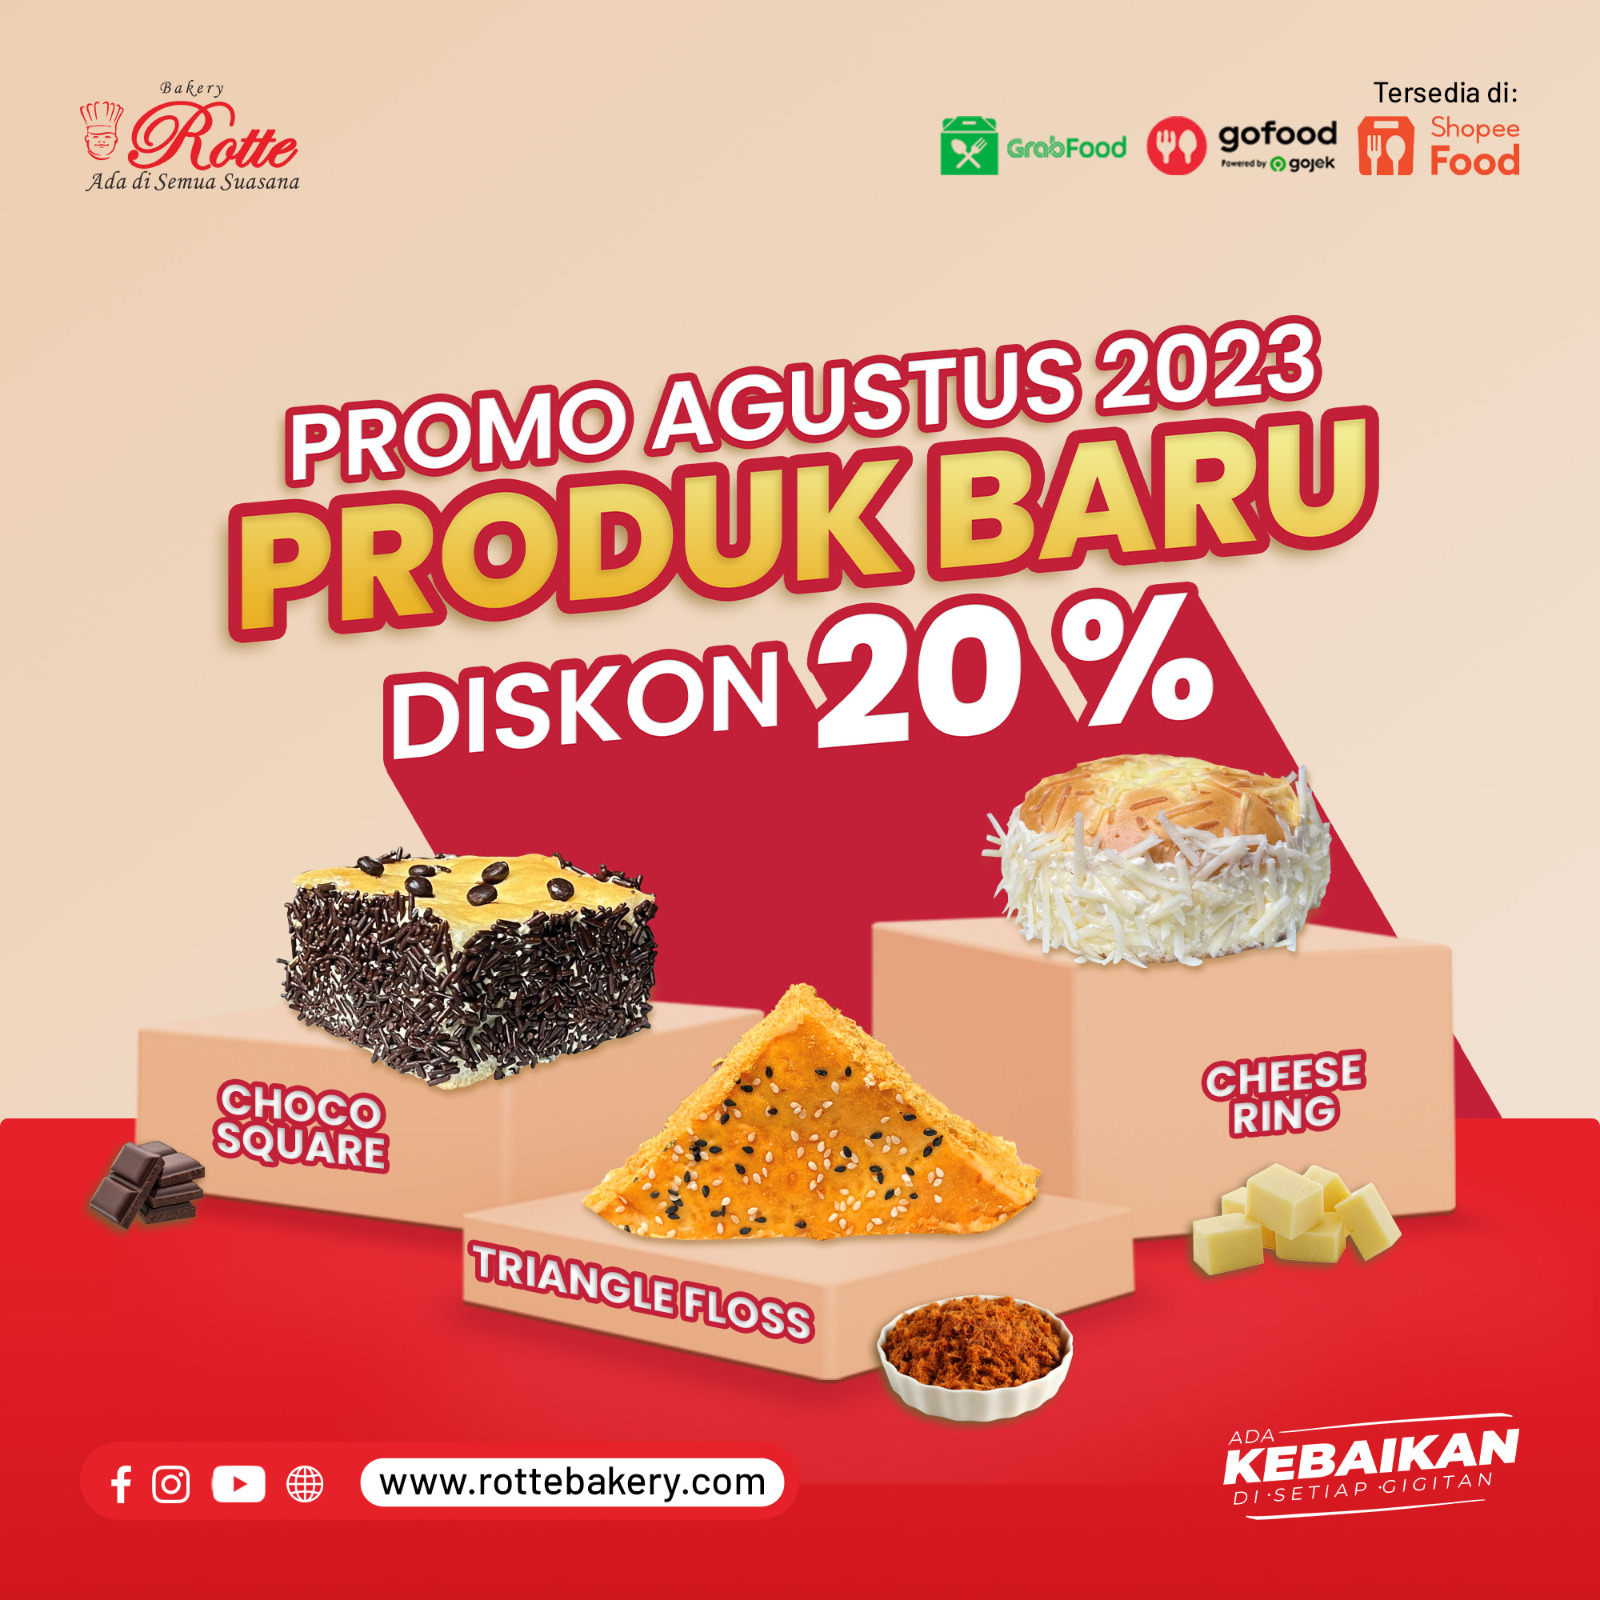 Bakery
Rotte
Ada di Semua Suasana
Tersedia di:
GrabFood
gofood
Powered by gojek
Shopee
Food
PROMO AGUSTUS 2023
PRODUK BARU
DISKON 20 %
CHOCO
SQUARE
CHEESE
RING
TRIANGLE FLOSS
www.rottebakery.com
ADA
KEBAIKAN
DI SETIAP GIGITAN